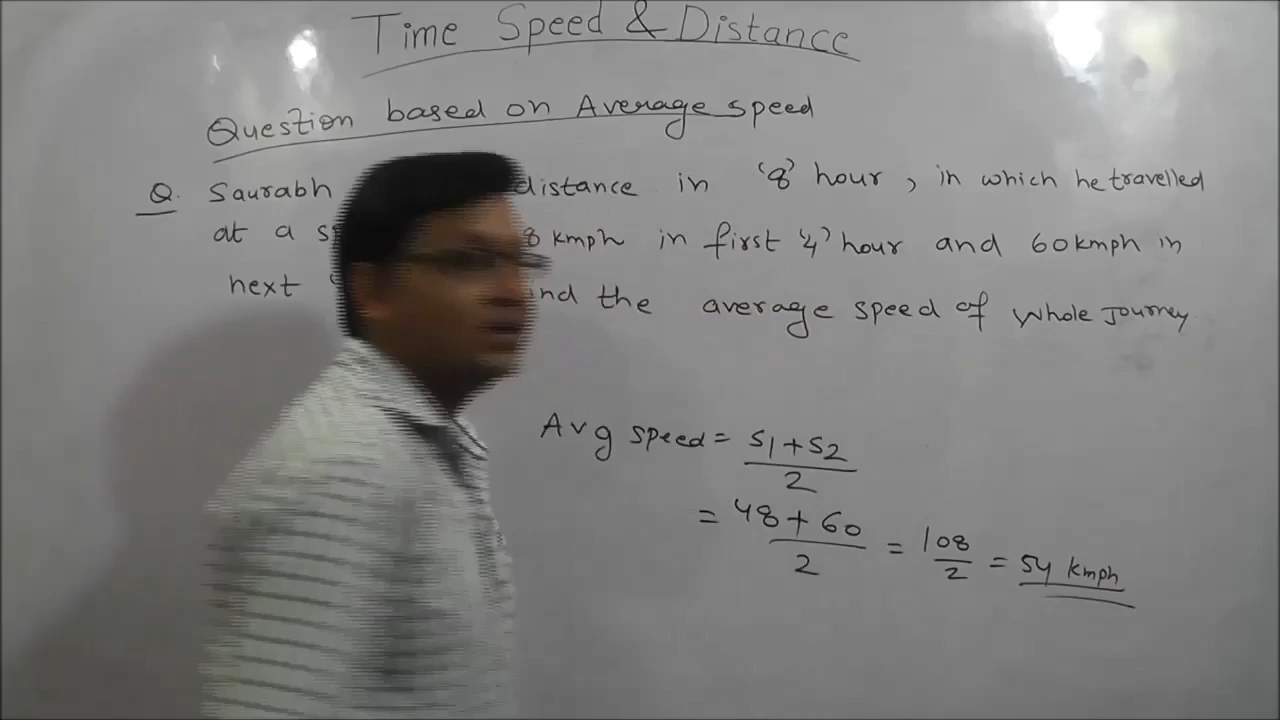 Time Speed & Distance
Question based on Average speed
Q. Saurabh distance in '8' hour, in which he travelled
at a 8 kmph in first '4' hour and 60 kmph in
next the average speed of whole Journey
Avg speed = S1+S2
2
= 48+60
2
= 108
2
= 54 kmph